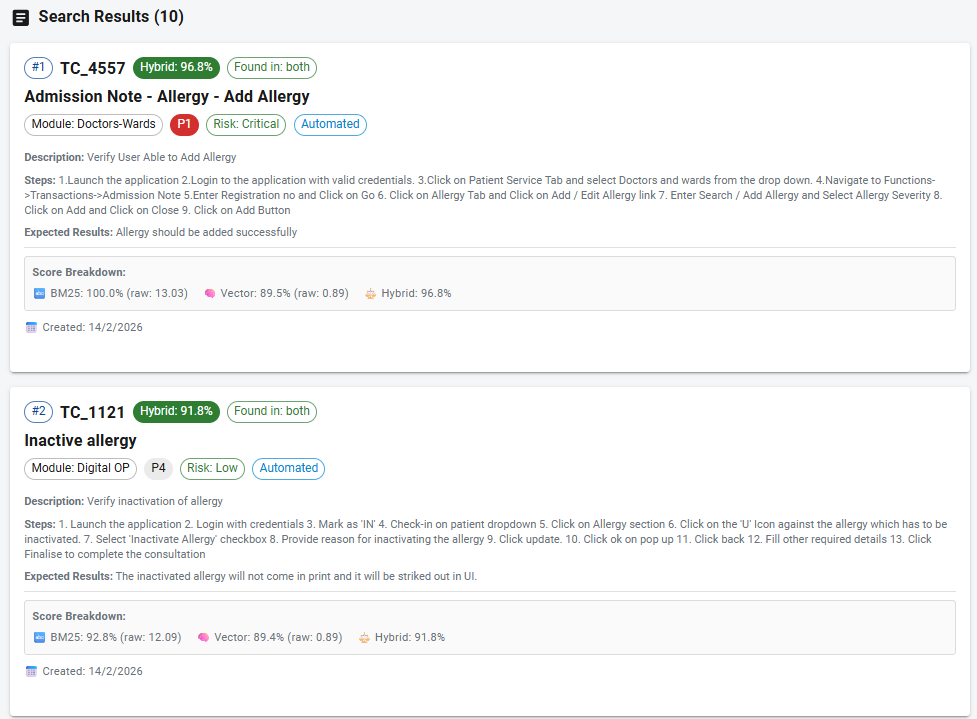 Search Results (10)
#1 TC_4557 Hybrid: 96.8% Found in: both
Admission Note - Allergy - Add Allergy
Module: Doctors-Wards P1 Risk: Critical Automated
Description: Verify User Able to Add Allergy
Steps: 1.Launch the application 2.Login to the application with valid credentials. 3.Click on Patient Service Tab and select Doctors and wards from the drop down. 4.Navigate to Functions-
>Transactions->Admission Note 5.Enter Registration no and Click on Go 6. Click on Allergy Tab and Click on Add / Edit Allergy link 7. Enter Search / Add Allergy and Select Allergy Severity 8.
Click on Add and Click on Close 9. Click on Add Button
Expected Results: Allergy should be added successfully
Score Breakdown:
BM25: 100.0% (raw: 13.03) Vector: 89.5% (raw: 0.89) Hybrid: 96.8%
Created: 14/2/2026
#2 TC_1121 Hybrid: 91.8% Found in: both
Inactive allergy
Module: Digital OP P4 Risk: Low Automated
Description: Verify inactivation of allergy
Steps: 1. Launch the application 2. Login with credentials 3. Mark as 'IN' 4. Check-in on patient dropdown 5. Click on Allergy section 6. Click on the 'U' Icon against the allergy which has to be
inactivated. 7. Select 'Inactivate Allergy' checkbox 8. Provide reason for inactivating the allergy 9. Click update. 10. Click ok on pop up 11. Click back 12. Fill other required details 13. Click
Finalise to complete the consultation
Expected Results: The inactivated allergy will not come in print and it will be striked out in UI.
Score Breakdown:
BM25: 92.8% (raw: 12.09) Vector: 89.4% (raw: 0.89) Hybrid: 91.8%
Created: 14/2/2026